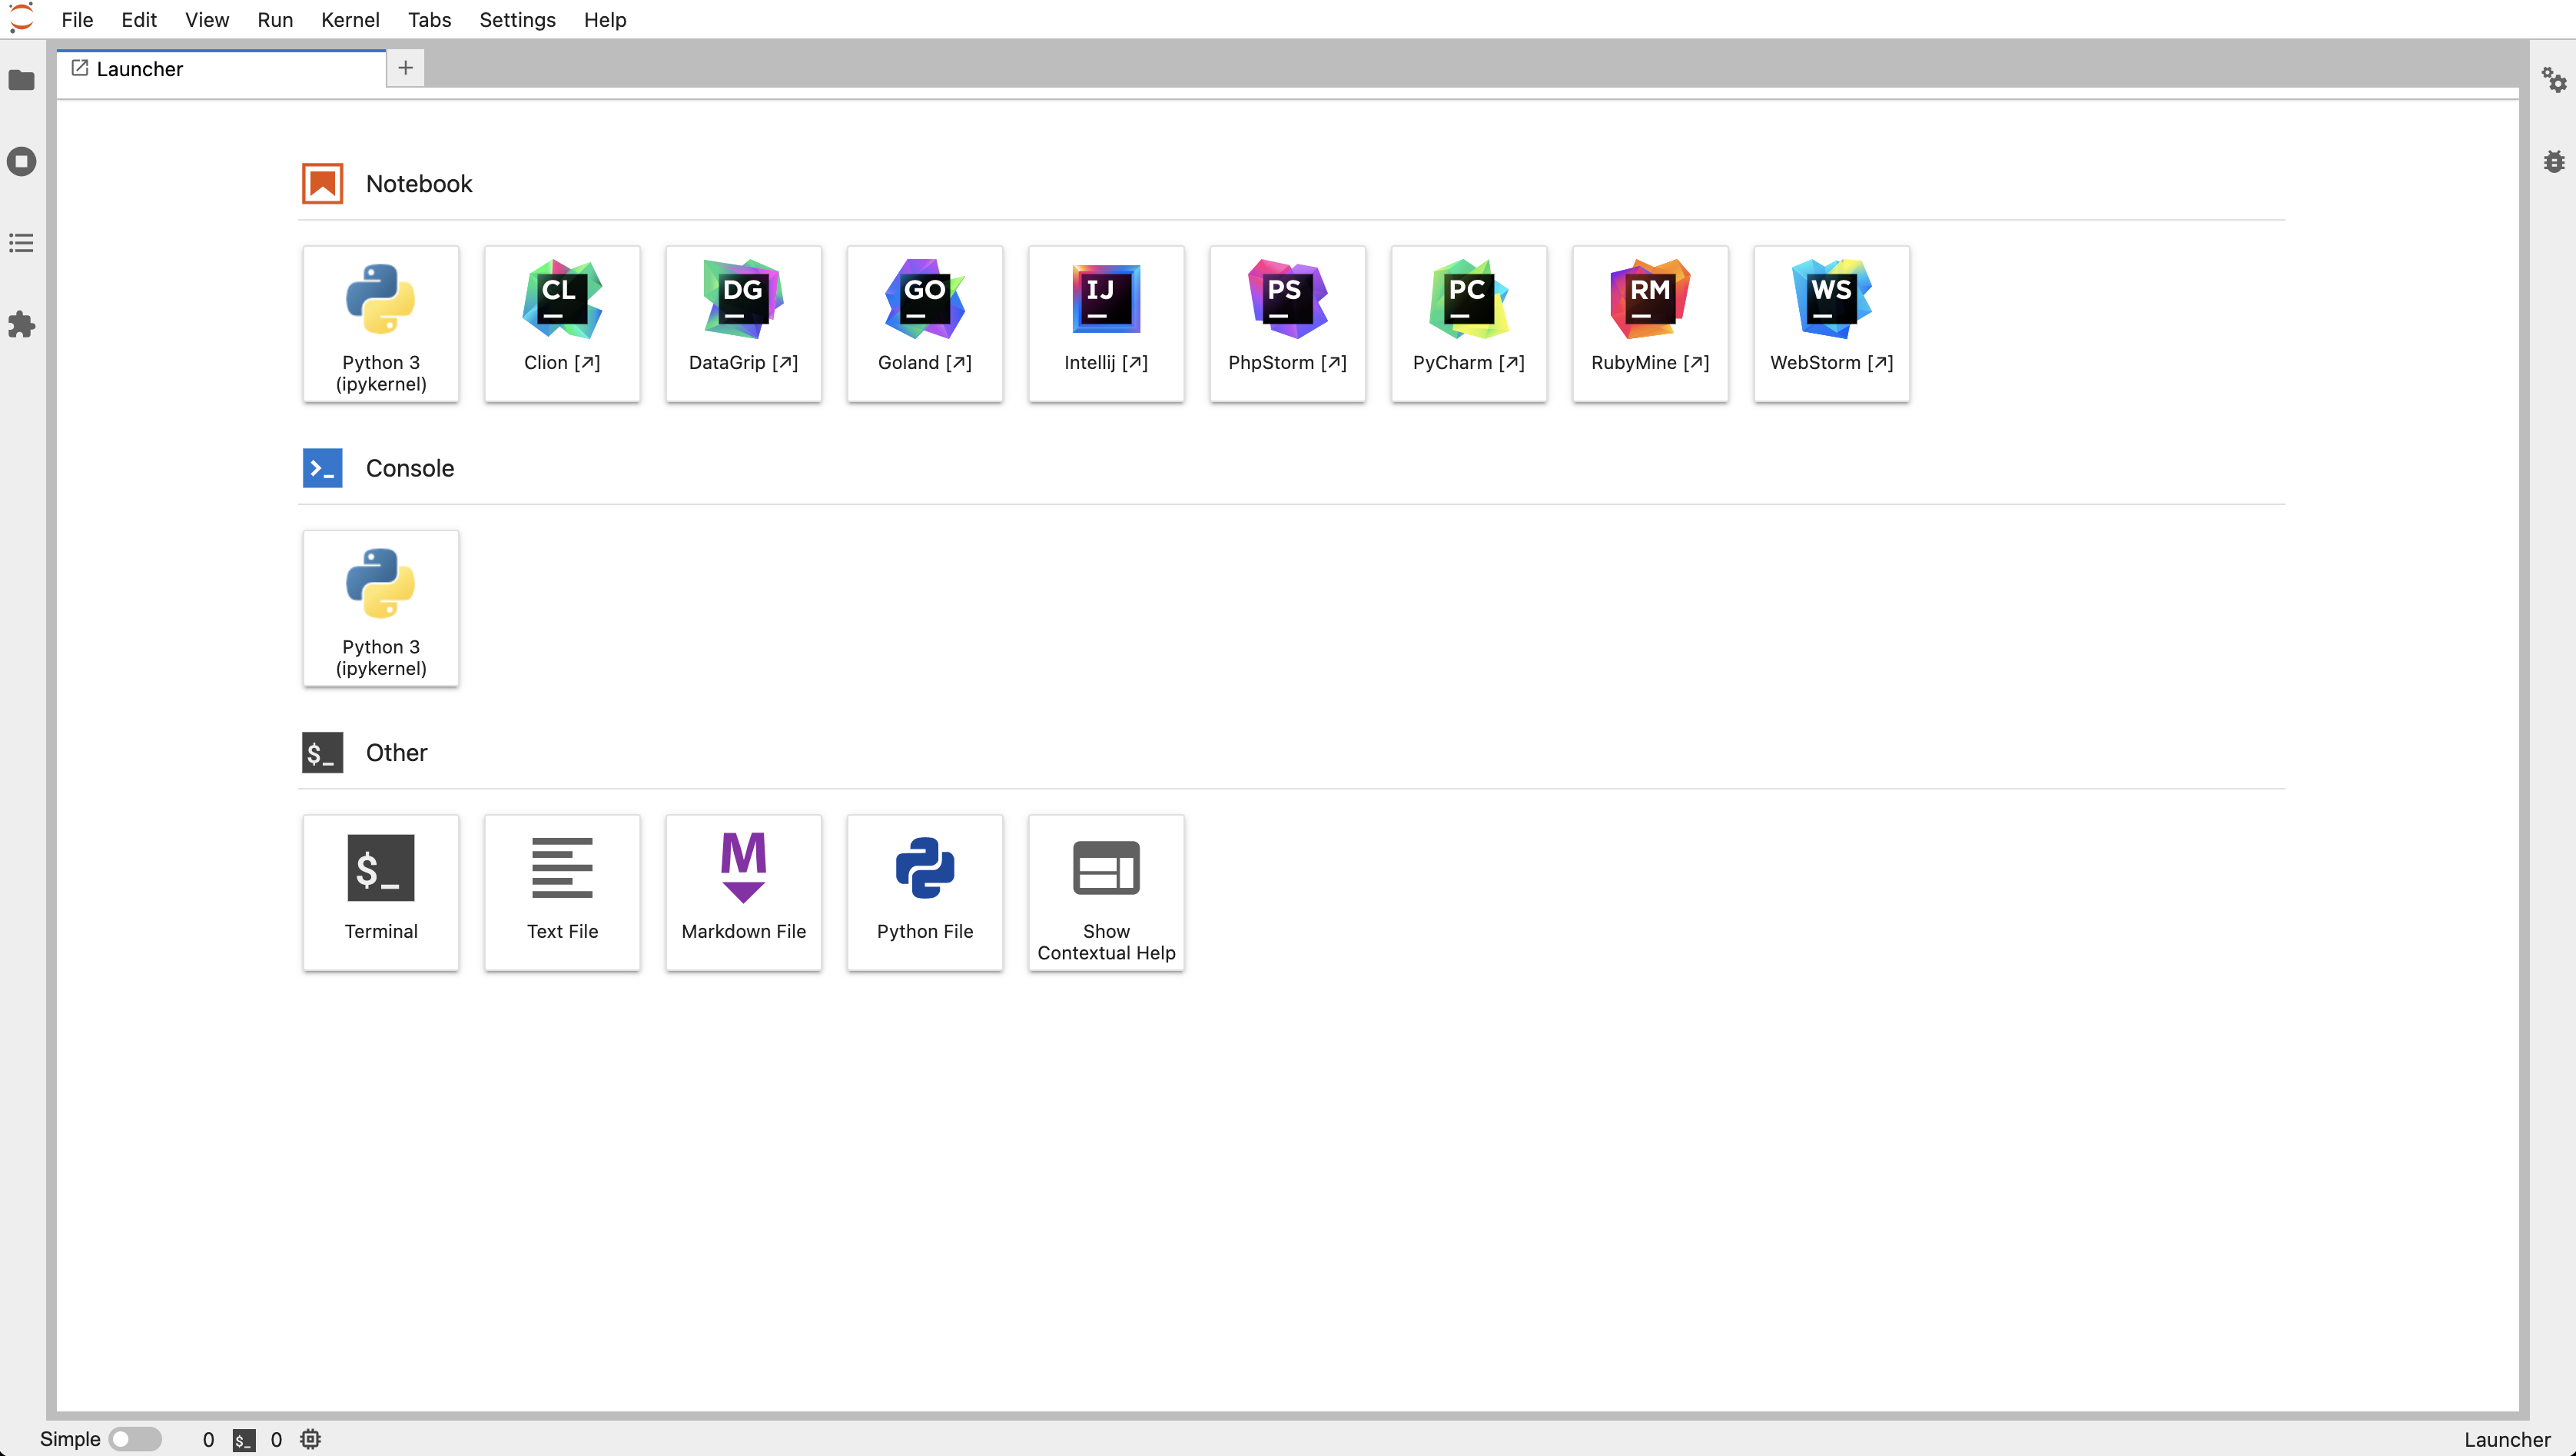 File Edit View Run Kernel Tabs Settings Help
Launcher
Notebook
CL DG GO IJ PS PC RM WS
Python 3 Clion [↗] DataGrip [↗] Goland [↗] Intellij [↗] PhpStorm [↗] PyCharm [↗] RubyMine [↗] WebStorm [↗]
(ipykernel)
>_ Console
Python 3
(ipykernel)
$_ Other
$_ M
Terminal Text File Markdown File Python File Show
Contextual Help
Simple 0 $_ 0 Launcher